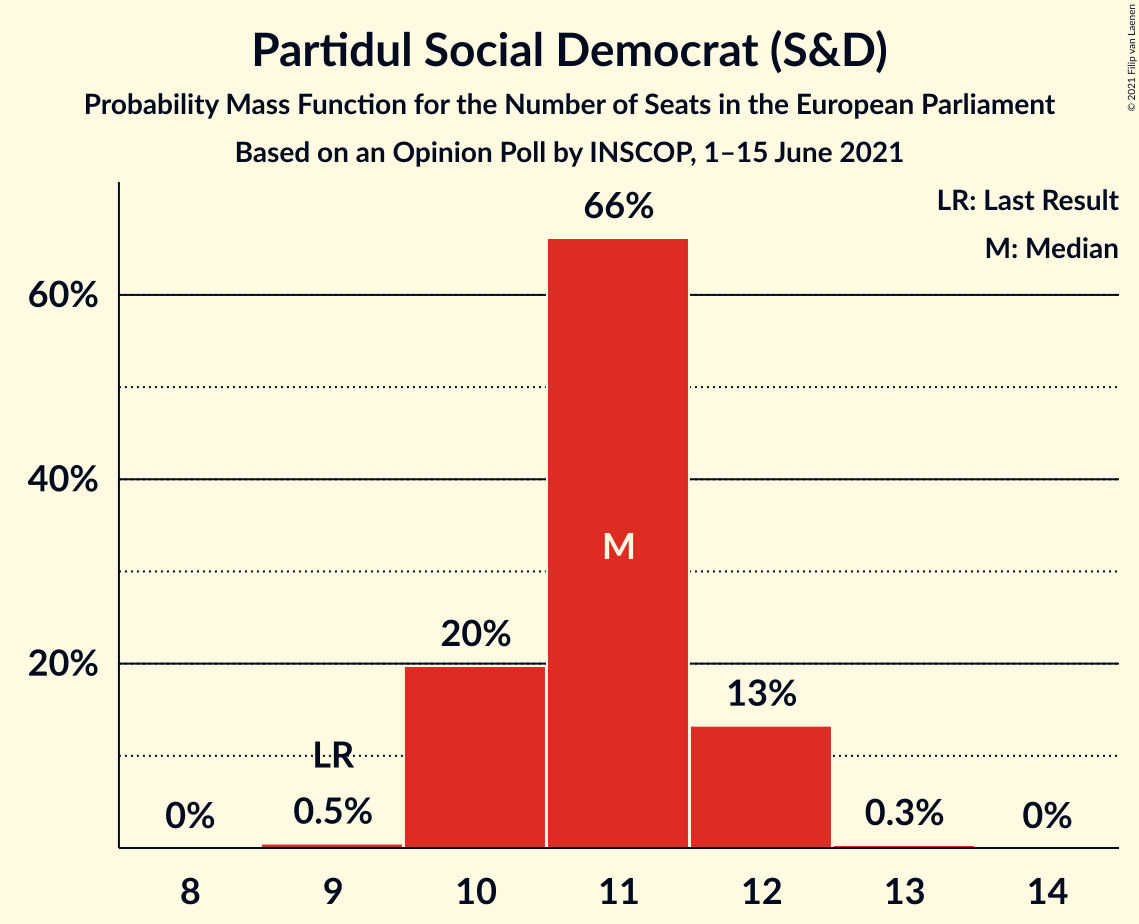 Partidul Social Democrat (S&D)
Probability Mass Function for the Number of Seats in the European Parliament
Based on an Opinion Poll by INSCOP, 1–15 June 2021
© 2021 Filip van Laenen
LR: Last Result
M: Median
66%
60%
40%
M
20%
20%
13%
LR
0%
0.5%
0.3%
0%
8 9 10 11 12 13 14